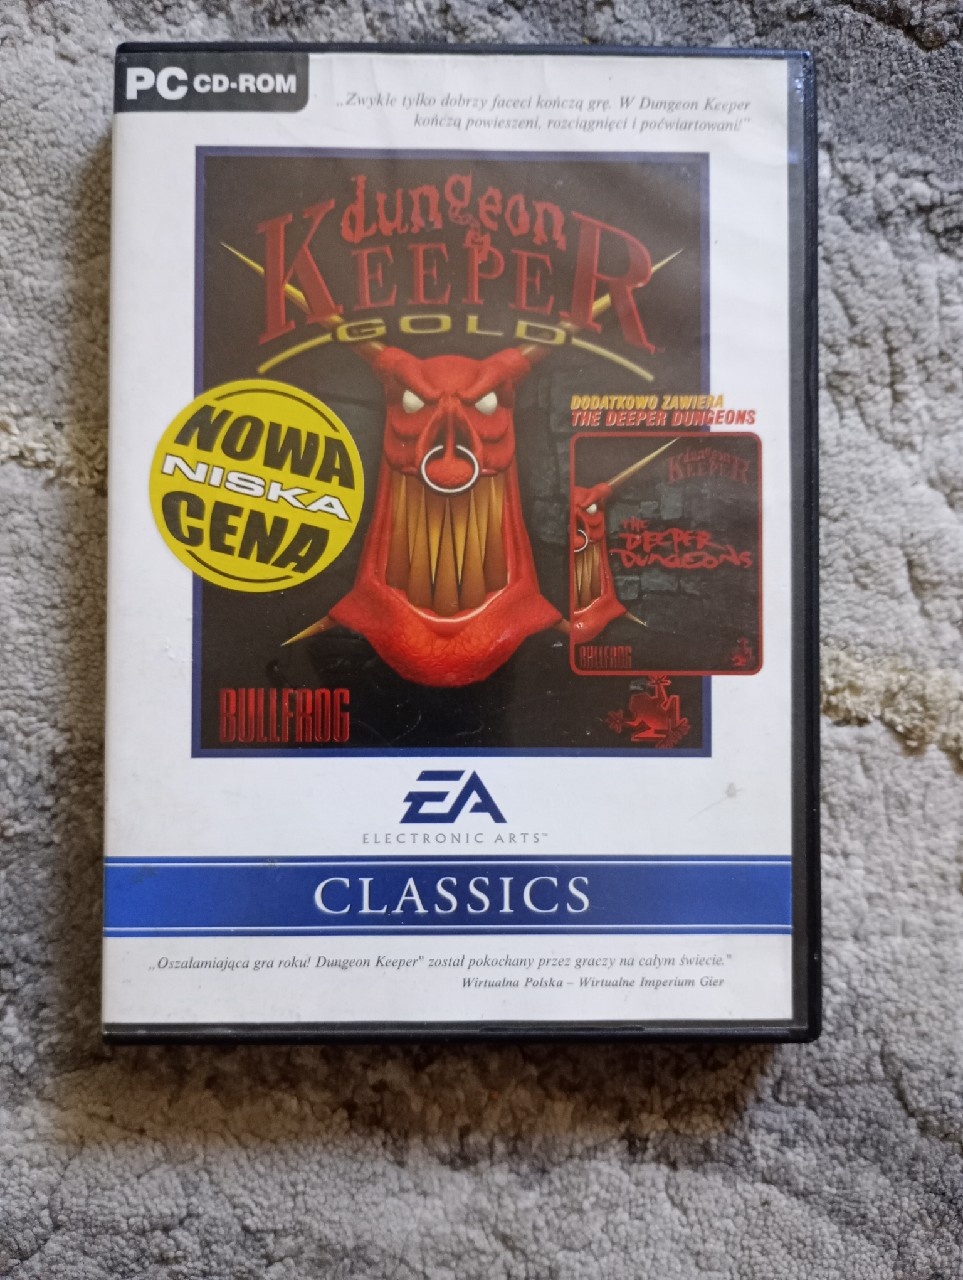 PC CD-ROM
„Zwykle tylko dobrzy faceci kończą grę. W Dungeon Keeper
kończą powieszeni, rozciągnięci i poćwiartowani!"
dungeon
KEEPER
GOLD
NOWA
NISKA
CENA
DODATKOWO ZAWIERA
THE DEEPER DUNGEONS
dungeon
KEEPER
THE
DEEPER
DUNGEONS
BULLFROG
BULLFROG
EA
ELECTRONIC ARTS™
CLASSICS
„Oszałamiająca gra roku! Dungeon Keeper" został pokochany przez graczy na całym świecie."
Wirtualna Polska – Wirtualne Imperium Gier